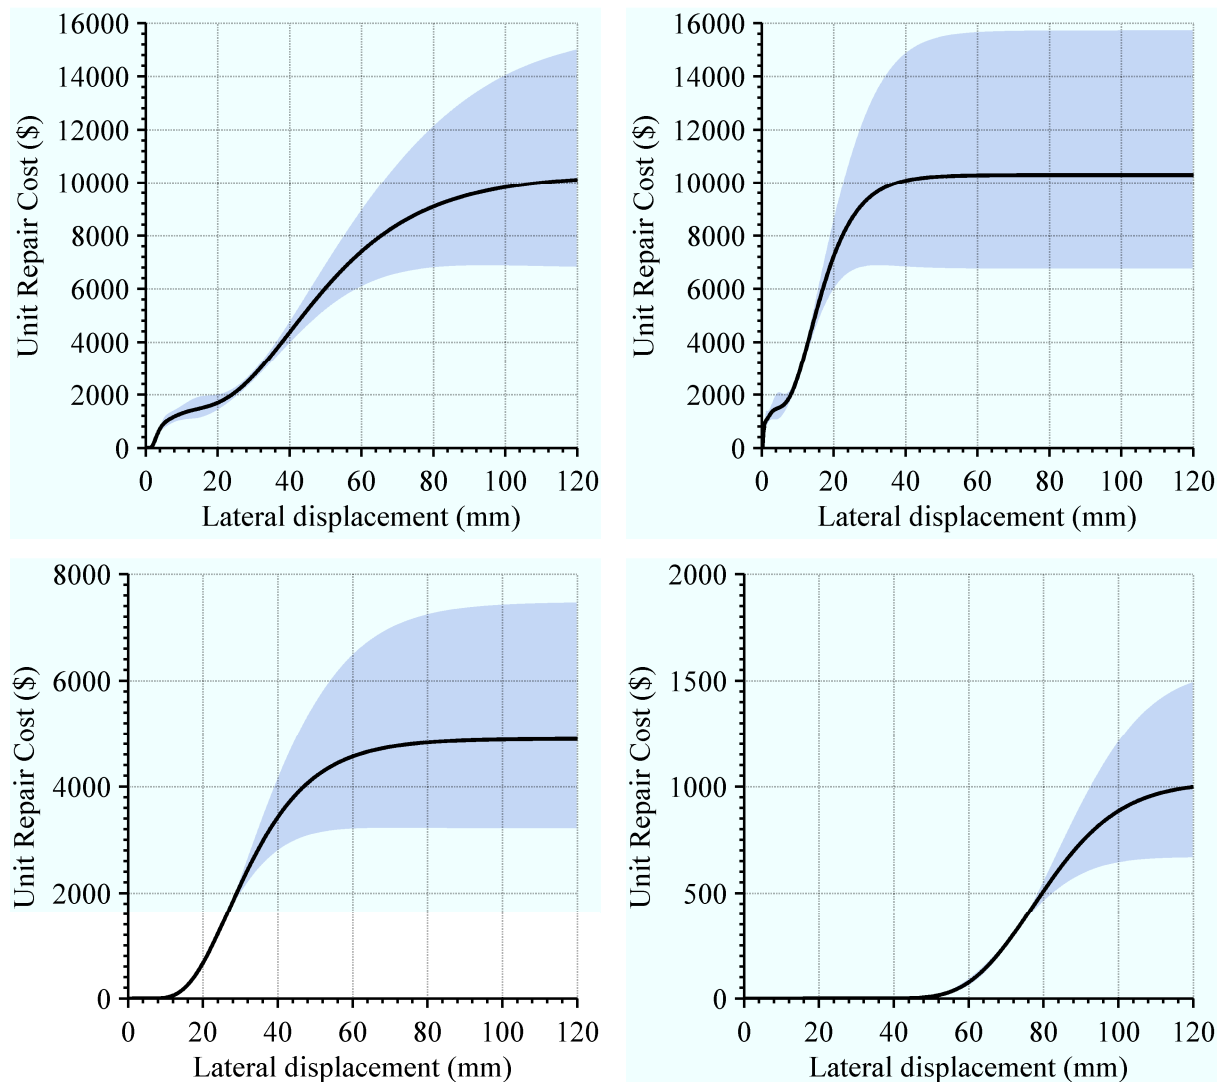 16000
14000
12000
10000
8000
6000
4000
2000
0
Unit Repair Cost ($)
0 20 40 60 80 100 120
Lateral displacement (mm)
16000
14000
12000
10000
8000
6000
4000
2000
0
Unit Repair Cost ($)
0 20 40 60 80 100 120
Lateral displacement (mm)
8000
6000
4000
2000
0
Unit Repair Cost ($)
0 20 40 60 80 100 120
Lateral displacement (mm)
2000
1500
1000
500
0
Unit Repair Cost ($)
0 20 40 60 80 100 120
Lateral displacement (mm)